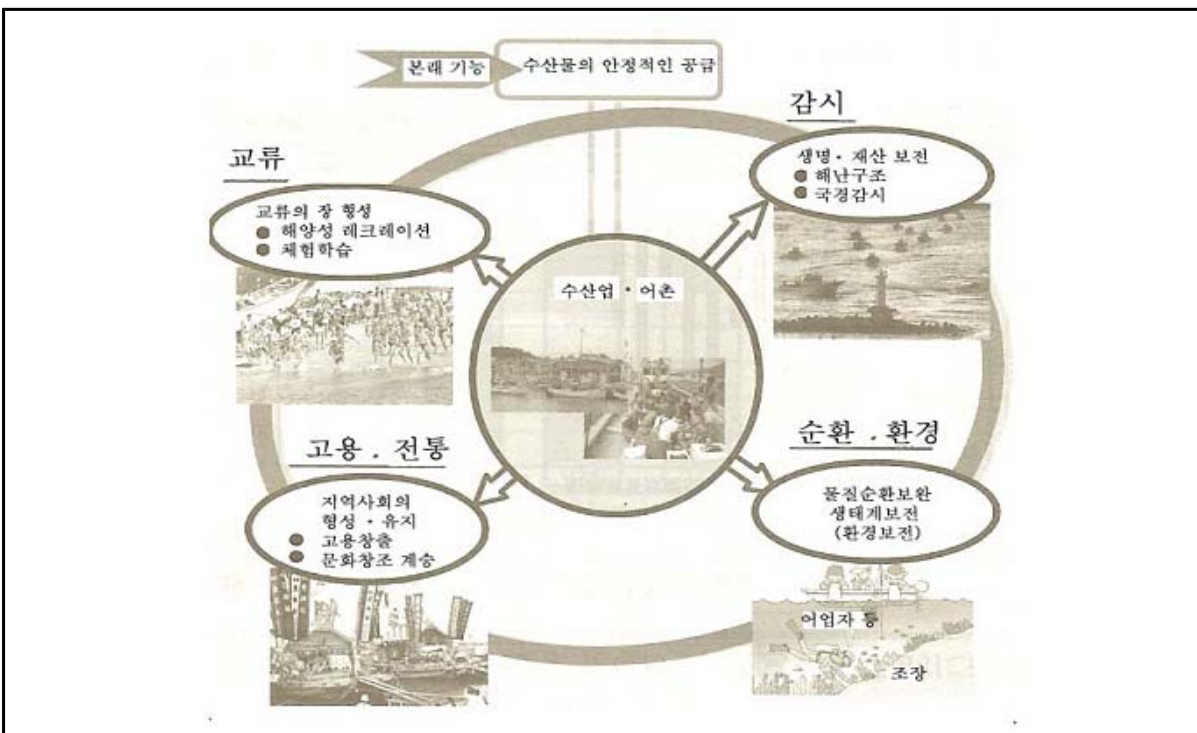 본래 기능
수산물의 안정적인 공급
감시
생명・재산 보전
● 해난구조
● 국경감시
교류
교류의 장 형성
● 해양성 레크레이션
● 체험학습
수산업・어촌
고용 . 전통
지역사회의
형성・유지
● 고용창출
● 문화창조 계승
순환 . 환경
물질순환보완
생태계보전
(환경보전)
어업자 등
조장